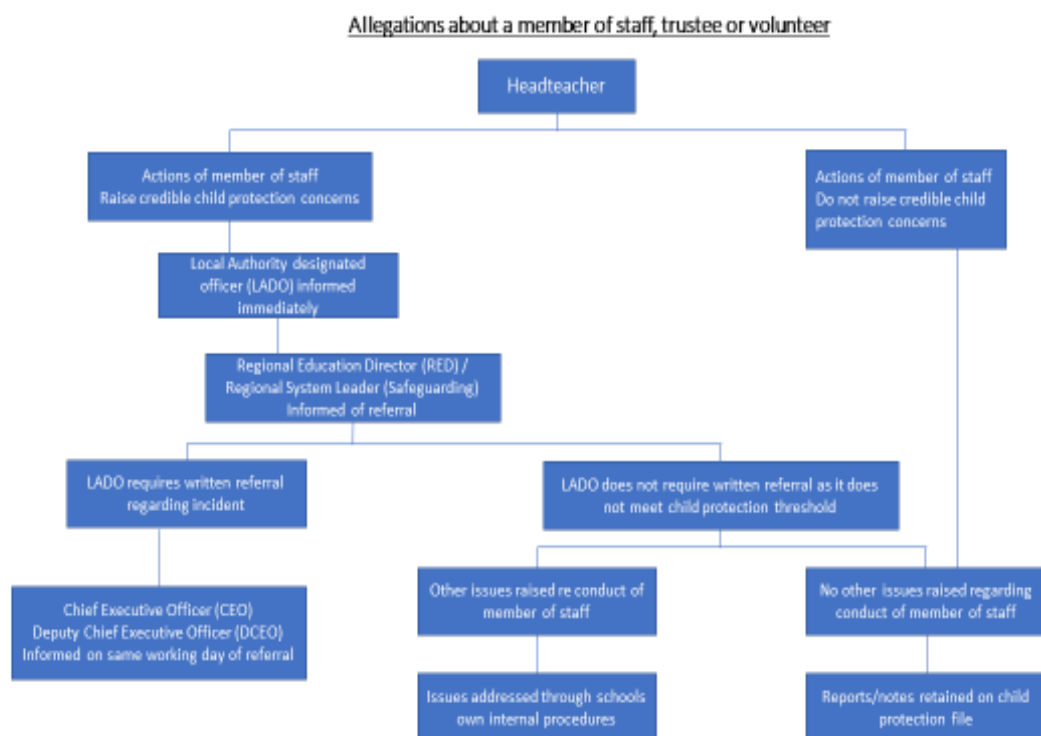 Allegations about a member of staff, trustee or volunteer
Headteacher
Actions of member of staff
Raise credible child protection concerns
Actions of member of staff
Do not raise credible child
protection concerns
Local Authority designated
officer (LADO) informed
immediately
Regional Education Director (RED) /
Regional System Leader (Safeguarding)
Informed of referral
LADO requires written referral
regarding incident
LADO does not require written referral as it does
not meet child protection threshold
Chief Executive Officer (CEO)
Deputy Chief Executive Officer (DCEO)
Informed on same working day of referral
Other issues raised re conduct of
member of staff
No other issues raised regarding
conduct of member of staff
Issues addressed through schools
own internal procedures
Reports/notes retained on child
protection file